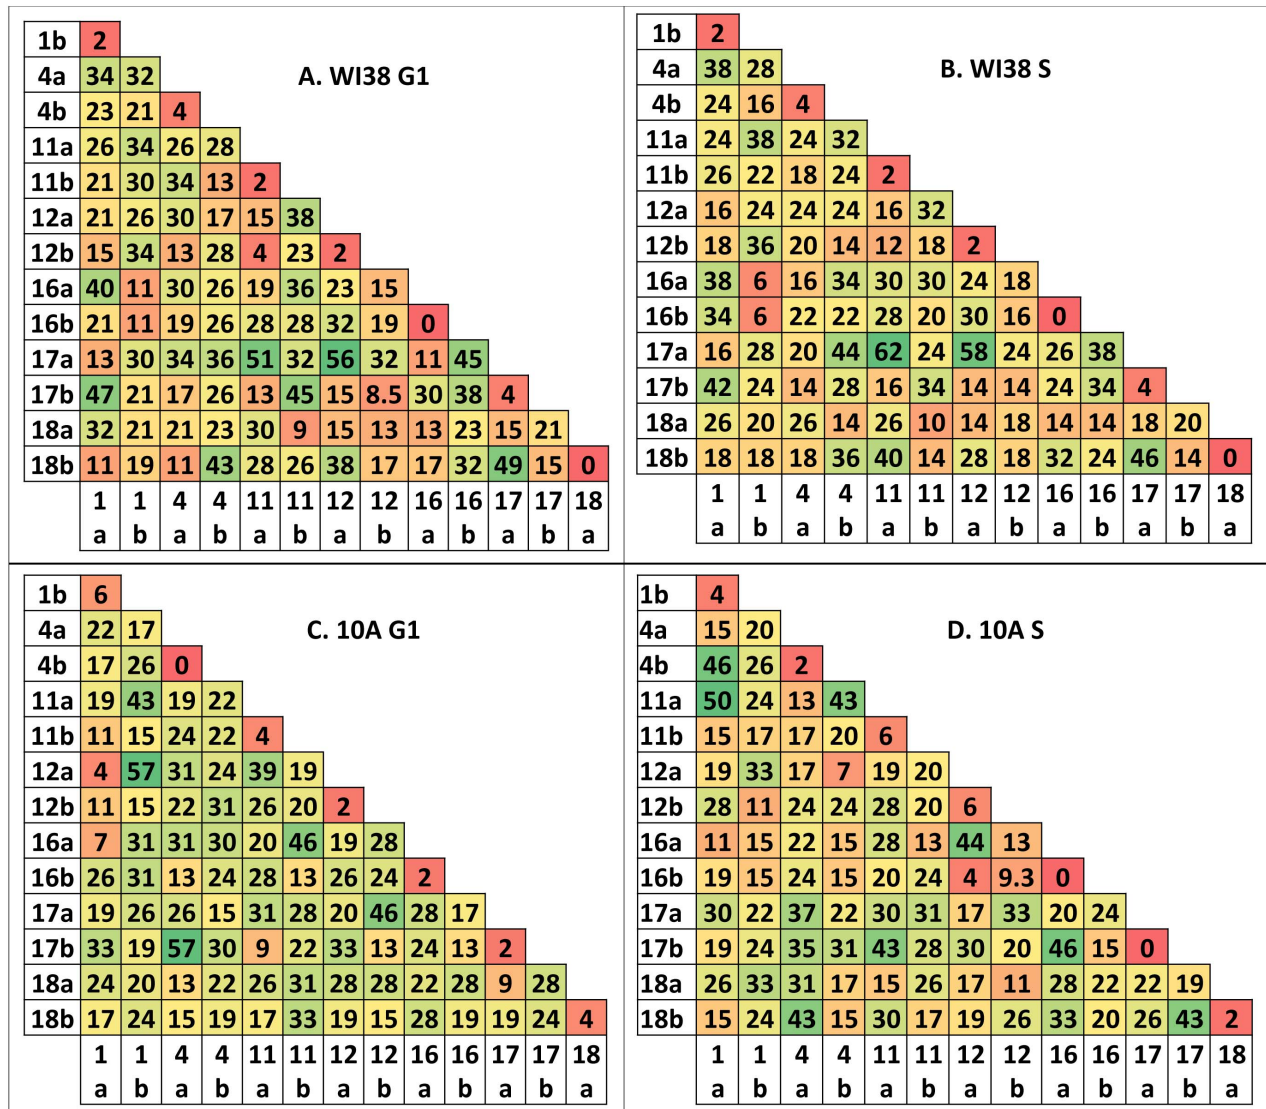 A. WI38 G1
1b 2
4a 34 32
4b 23 21 4
11a 26 34 26 28
11b 21 30 34 13 2
12a 21 26 30 17 15 38
12b 15 34 13 28 4 23 2
16a 40 11 30 26 19 36 23 15
16b 21 11 19 26 28 28 32 19 0
17a 13 30 34 36 51 32 56 32 11 45
17b 47 21 17 26 13 45 15 8.5 30 38 4
18a 32 21 21 23 30 9 15 13 13 23 15 21
18b 11 19 11 43 28 26 38 17 17 32 49 15 0
1 1 4 4 11 11 12 12 16 16 17 17 18
a b a b a b a b a b a b a
B. WI38 S
1b 2
4a 38 28
4b 24 16 4
11a 24 38 24 32
11b 26 22 18 24 2
12a 16 24 24 24 16 32
12b 18 36 20 14 12 18 2
16a 38 6 16 34 30 30 24 18
16b 34 6 22 22 28 20 30 16 0
17a 16 28 20 44 62 24 58 24 26 38
17b 42 24 14 28 16 34 14 14 24 34 4
18a 26 20 26 14 26 10 14 18 14 14 18 20
18b 18 18 18 36 40 14 28 18 32 24 46 14 0
1 1 4 4 11 11 12 12 16 16 17 17 18
a b a b a b a b a b a b a
C. 10A G1
1b 6
4a 22 17
4b 17 26 0
11a 19 43 19 22
11b 11 15 24 22 4
12a 4 57 31 24 39 19
12b 11 15 22 31 26 20 2
16a 7 31 31 30 20 46 19 28
16b 26 31 13 24 28 13 26 24 2
17a 19 26 26 15 31 28 20 46 28 17
17b 33 19 57 30 9 22 33 13 24 13 2
18a 24 20 13 22 26 31 28 28 22 28 9 28
18b 17 24 15 19 17 33 19 15 28 19 19 24 4
1 1 4 4 11 11 12 12 16 16 17 17 18
a b a b a b a b a b a b a
D. 10A S
1b 4
4a 15 20
4b 46 26 2
11a 50 24 13 43
11b 15 17 17 20 6
12a 19 33 17 7 19 20
12b 28 11 24 24 28 20 6
16a 11 15 22 15 28 13 44 13
16b 19 15 24 15 20 24 4 9.3 0
17a 30 22 37 22 30 31 17 33 20 24
17b 19 24 35 31 43 28 30 20 46 15 0
18a 26 33 31 17 15 26 17 11 28 22 22 19
18b 15 24 43 15 30 17 19 26 33 20 26 43 2
1 1 4 4 11 11 12 12 16 16 17 17 18
a b a b a b a b a b a b a